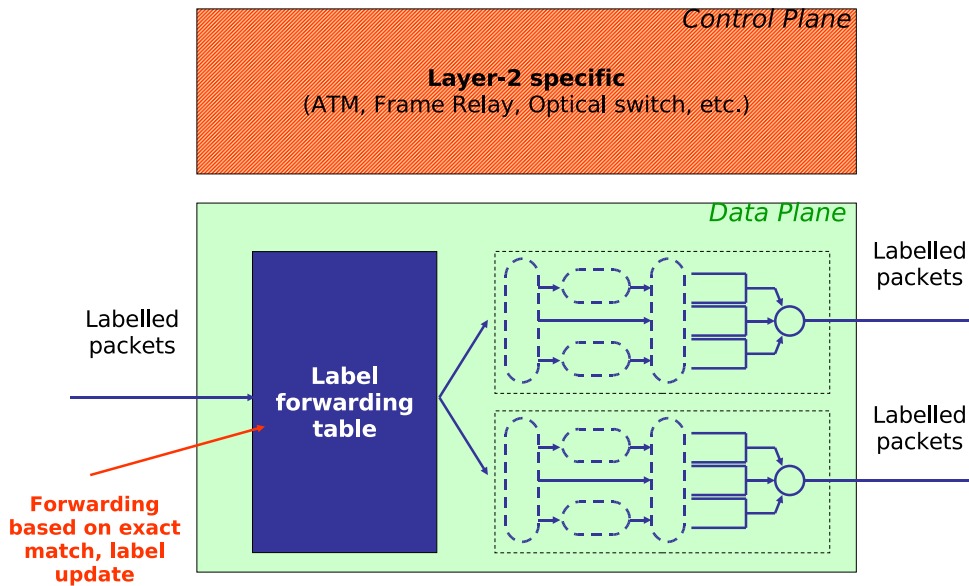 Control Plane
Layer-2 specific
(ATM, Frame Relay, Optical switch, etc.)
Data Plane
Labelled
packets
Label
forwarding
table
Labelled
packets
Labelled
packets
Forwarding
based on exact
match, label
update